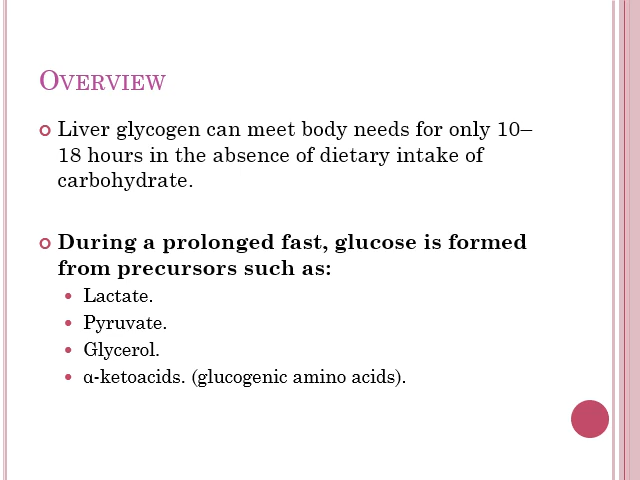 OVERVIEW
Liver glycogen can meet body needs for only 10–
18 hours in the absence of dietary intake of
carbohydrate.
During a prolonged fast, glucose is formed
from precursors such as:
Lactate.
Pyruvate.
Glycerol.
α-ketoacids. (glucogenic amino acids).